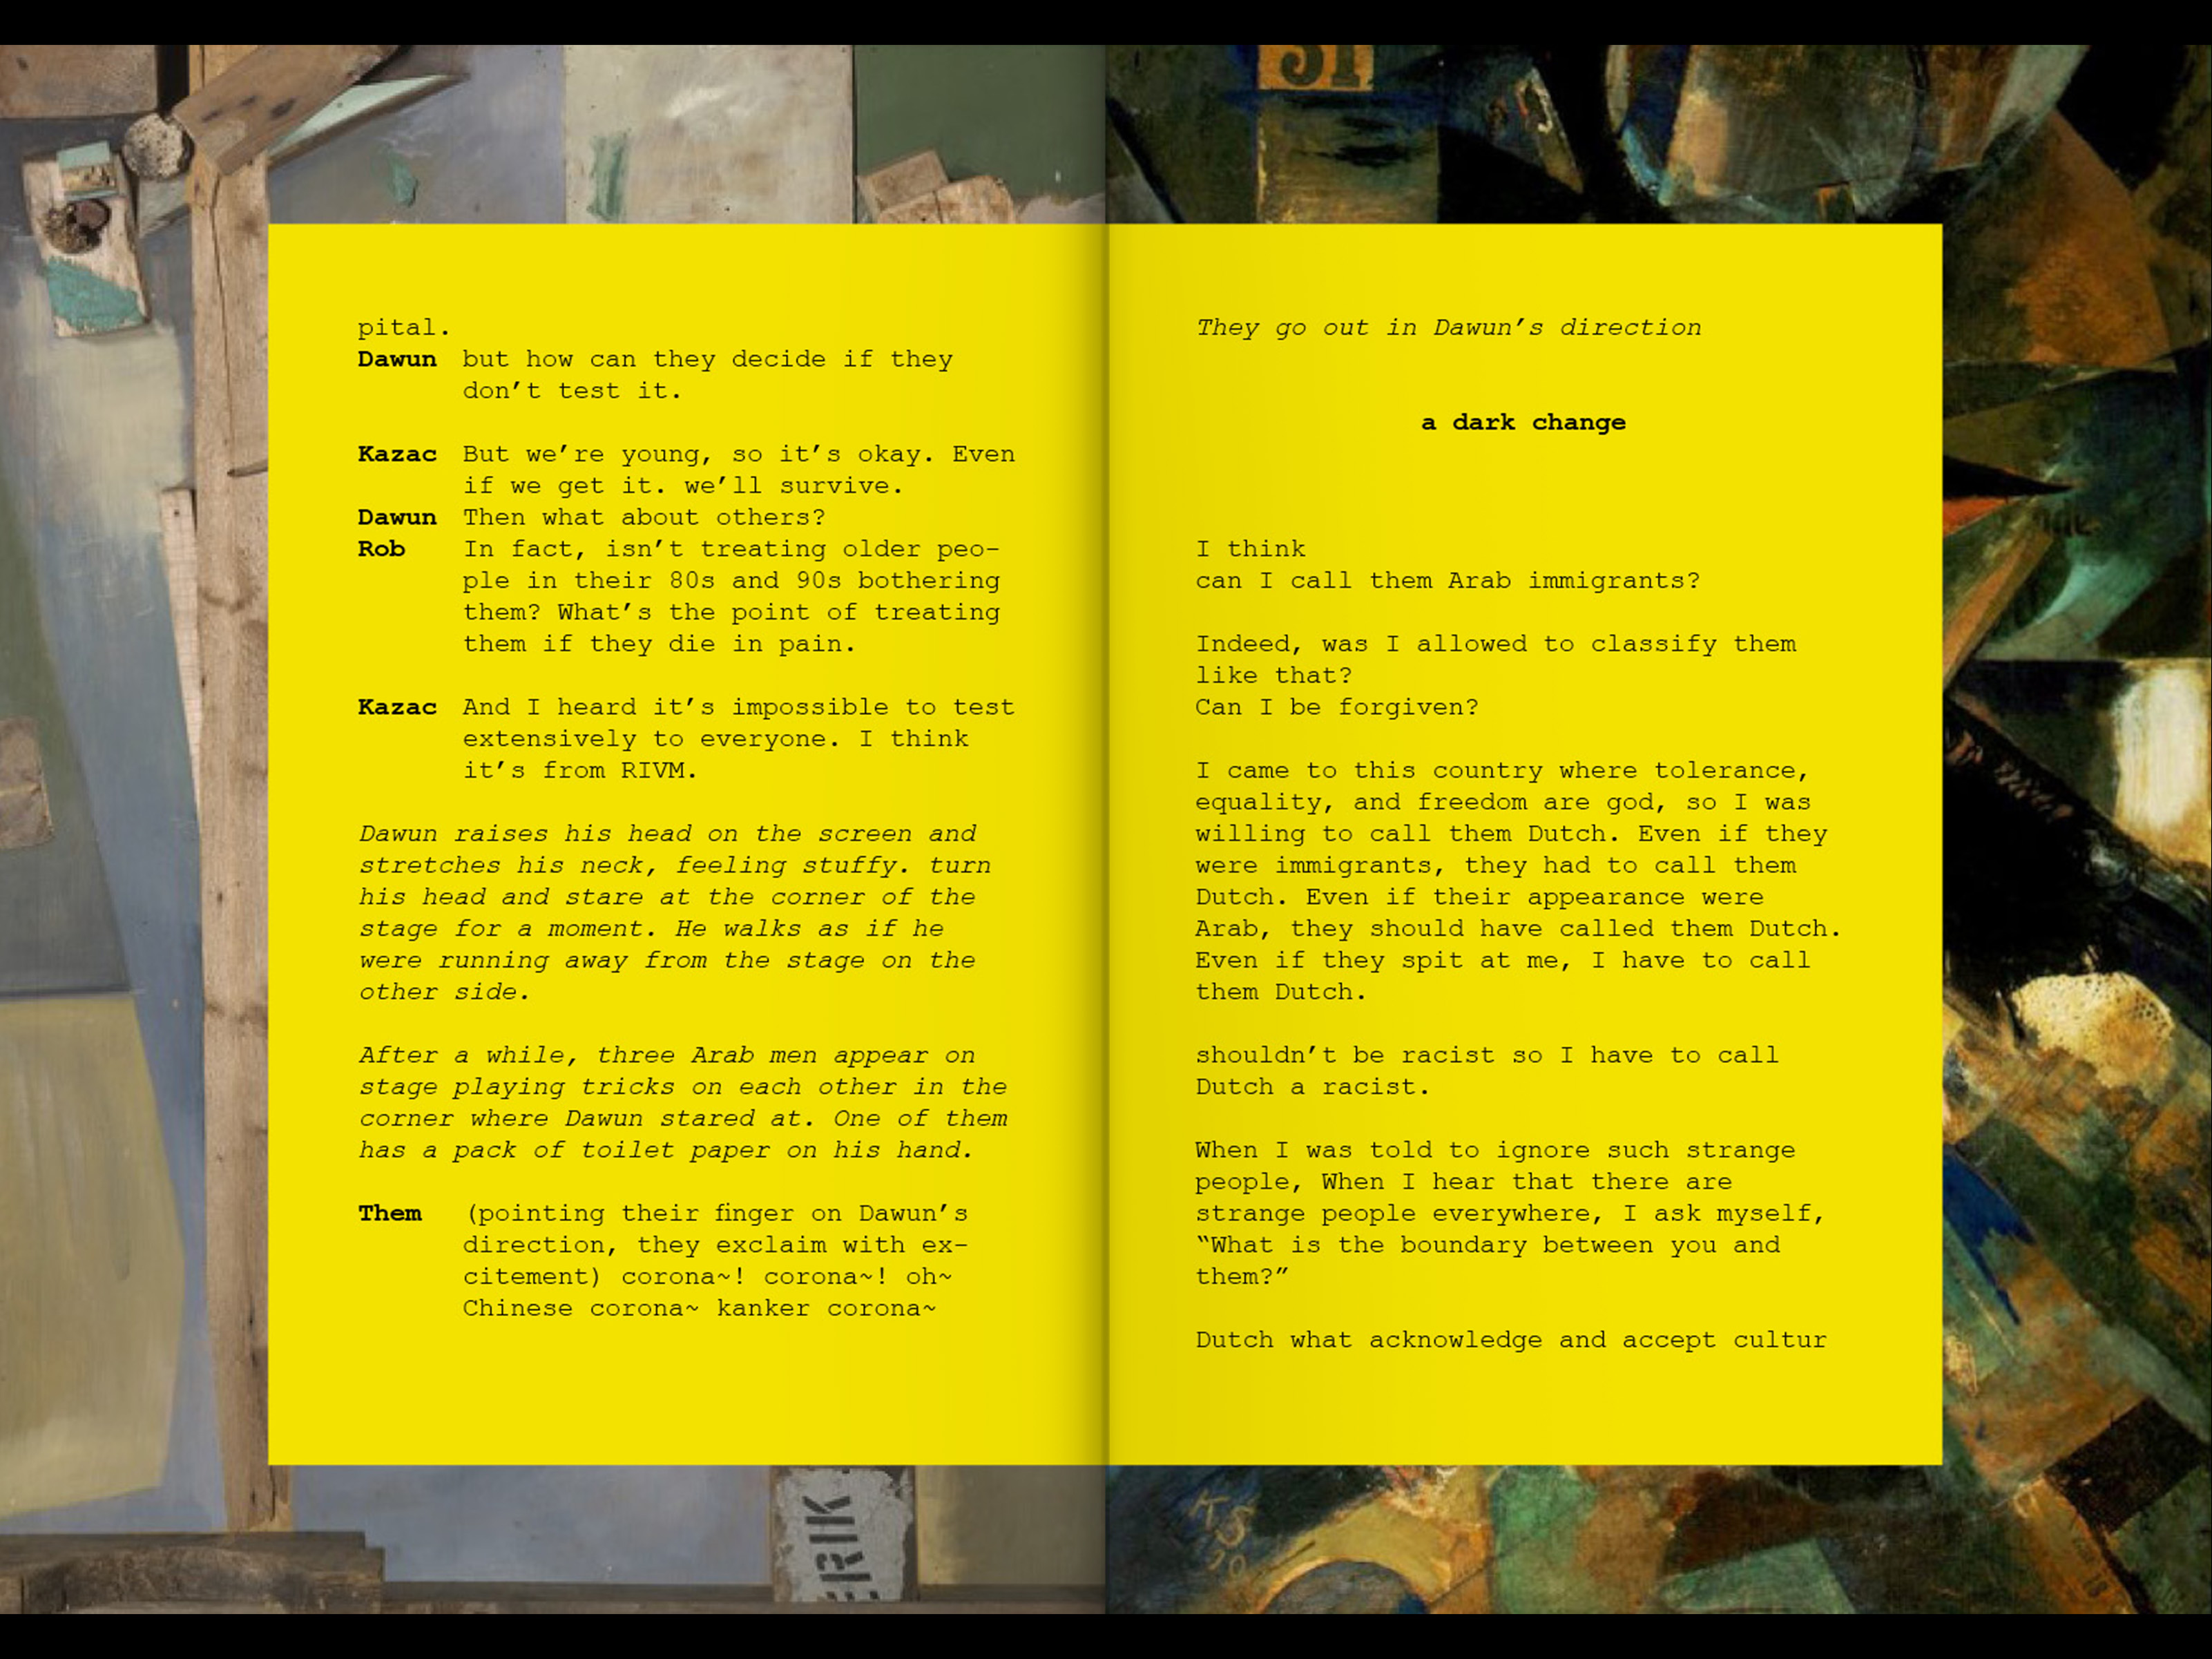 pital.
Dawun but how can they decide if they
don't test it.
Kazac But we're young, so it's okay. Even
if we get it. we'll survive.
Dawun Then what about others?
Rob In fact, isn't treating older peo-
ple in their 80s and 90s bothering
them? What's the point of treating
them if they die in pain.
Kazac And I heard it's impossible to test
extensively to everyone. I think
it's from RIVM.
Dawun raises his head on the screen and
stretches his neck, feeling stuffy. turn
his head and stare at the corner of the
stage for a moment. He walks as if he
were running away from the stage on the
other side.
After a while, three Arab men appear on
stage playing tricks on each other in the
corner where Dawun stared at. One of them
has a pack of toilet paper on his hand.
Them (pointing their finger on Dawun's
direction, they exclaim with ex-
citement) corona~! corona~! oh~
Chinese corona~ kanker corona~
ERIK
31
They go out in Dawun's direction
a dark change
I think
can I call them Arab immigrants?
Indeed, was I allowed to classify them
like that?
Can I be forgiven?
I came to this country where tolerance,
equality, and freedom are god, so I was
willing to call them Dutch. Even if they
were immigrants, they had to call them
Dutch. Even if their appearance were
Arab, they should have called them Dutch.
Even if they spit at me, I have to call
them Dutch.
shouldn't be racist so I have to call
Dutch a racist.
When I was told to ignore such strange
people, When I hear that there are
strange people everywhere, I ask myself,
“What is the boundary between you and
them?”
Dutch what acknowledge and accept cultur
KS
20